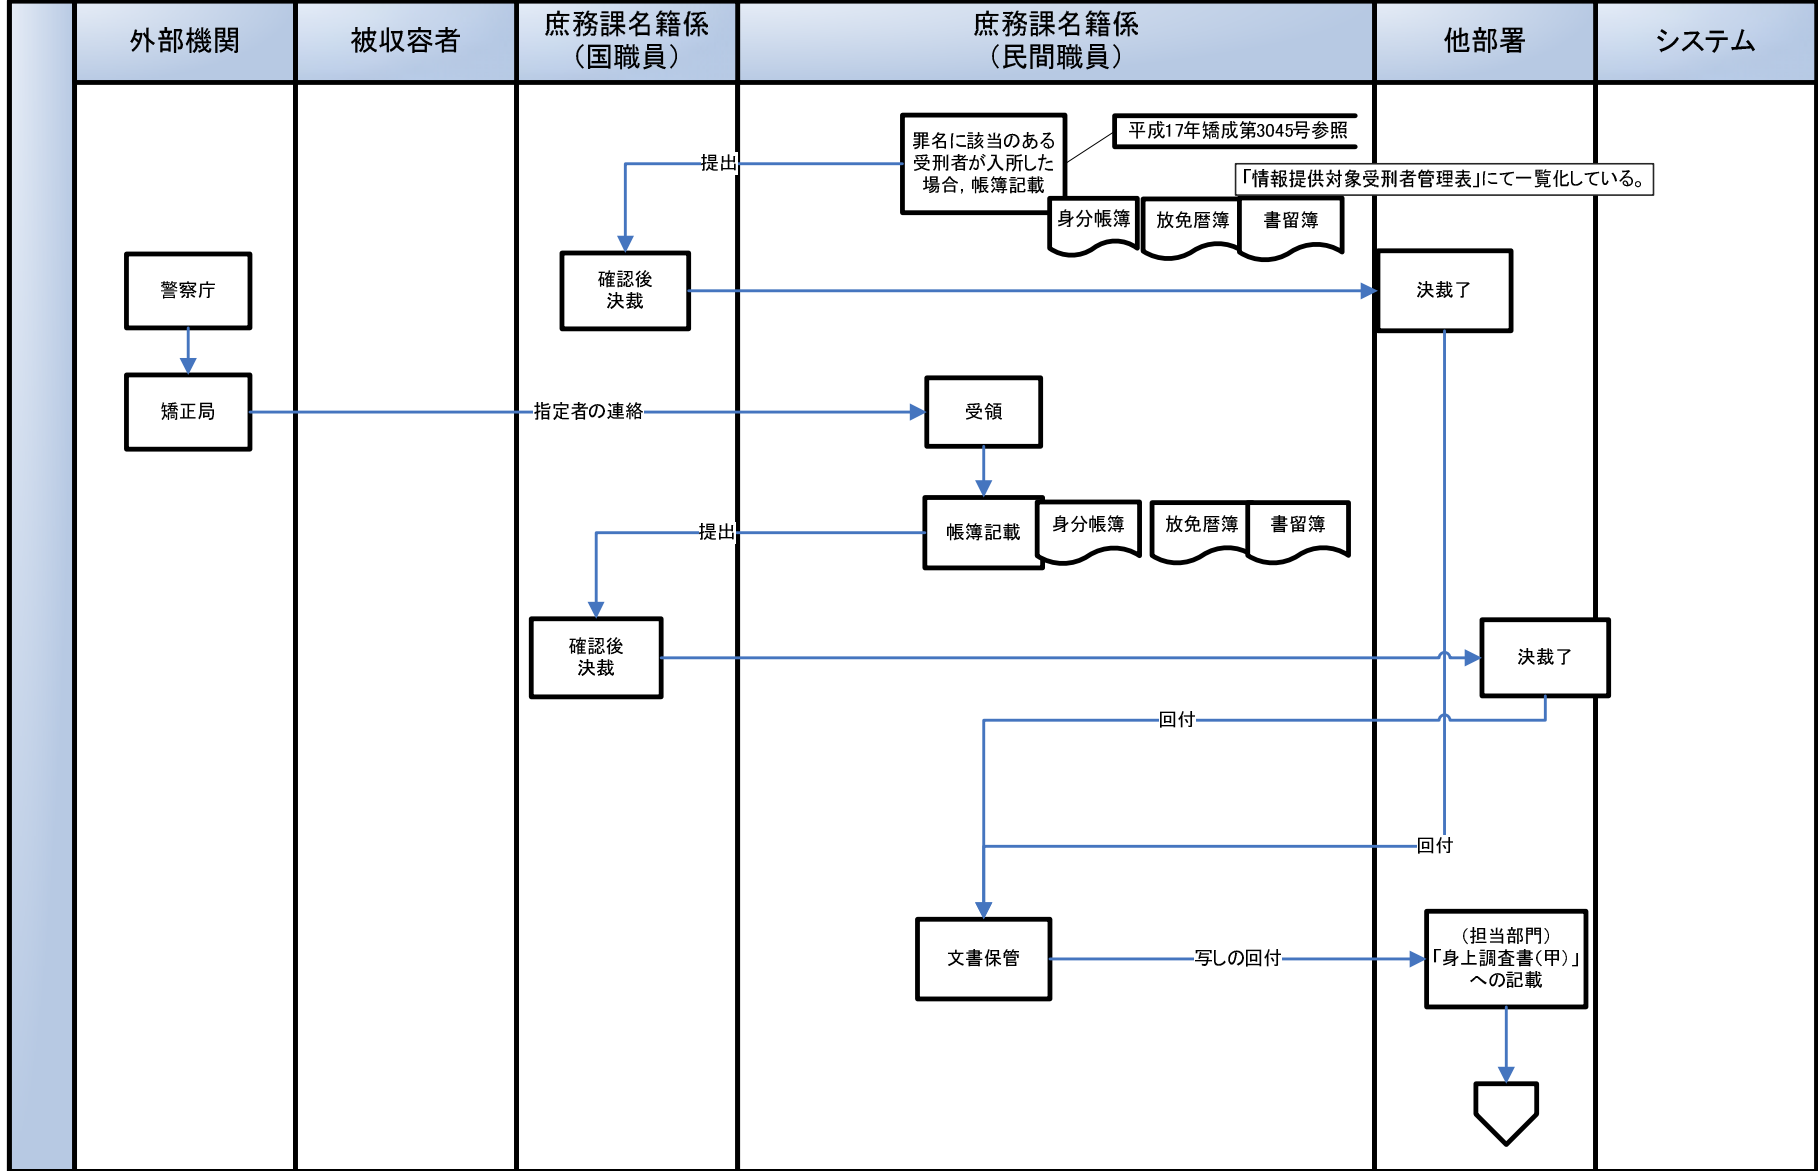 外部機関
被収容者
庶務課名籍係
（国職員）
庶務課名籍係
（民間職員）
他部署
システム
罪名に該当のある
受刑者が入所した
場合，帳簿記載
平成17年矯成第3045号参照
提出
「情報提供対象受刑者管理表」にて一覧化している。
身分帳簿
放免暦簿
書留簿
警察庁
確認後
決裁
決裁了
矯正局
指定者の連絡
受領
提出
帳簿記載
身分帳簿
放免暦簿
書留簿
確認後
決裁
決裁了
回付
回付
文書保管
写しの回付
（担当部門）
「身上調査書（甲）」
への記載